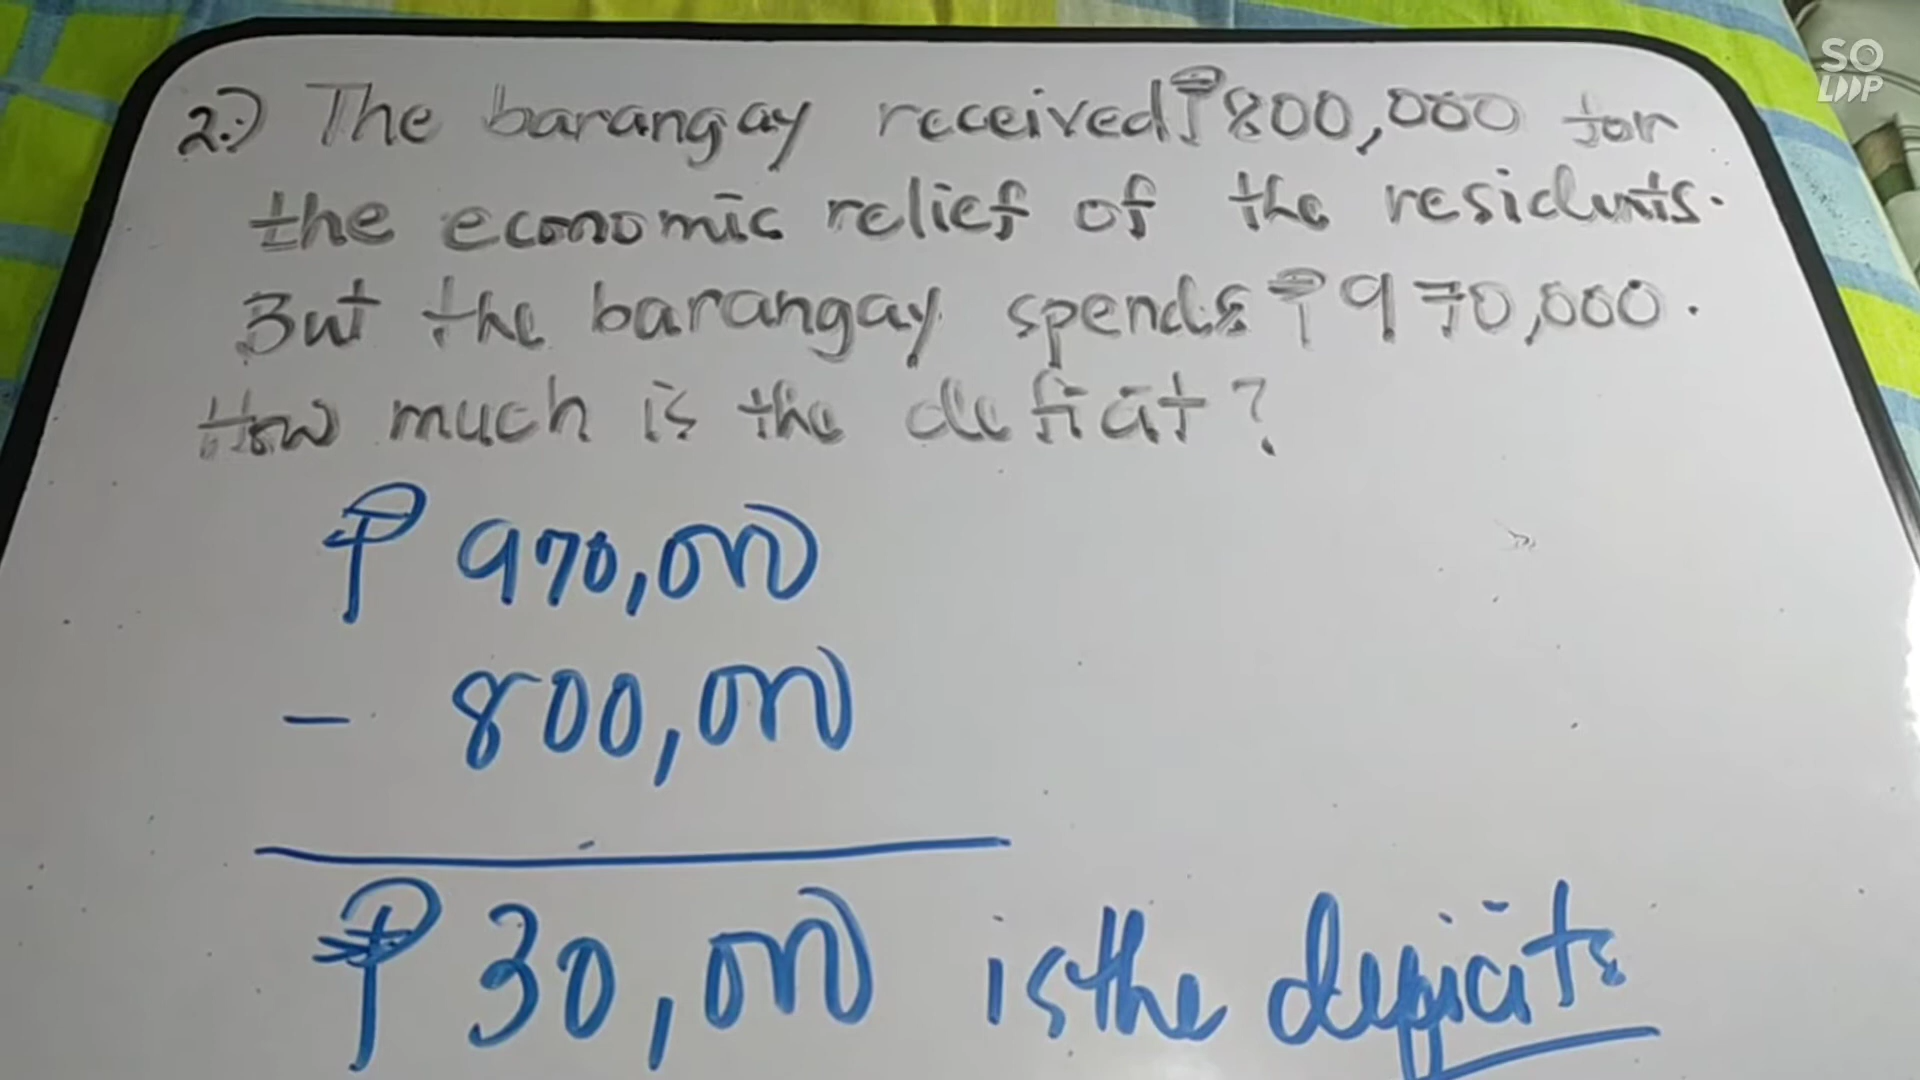 2.) The barangay received ₱800,000 for
the economic relief of the residents.
But the barangay spends ₱970,000.
How much is the deficit?
₱ 970,000
- 800,000
₱ 30,000 is the deficits
SO
LOOP